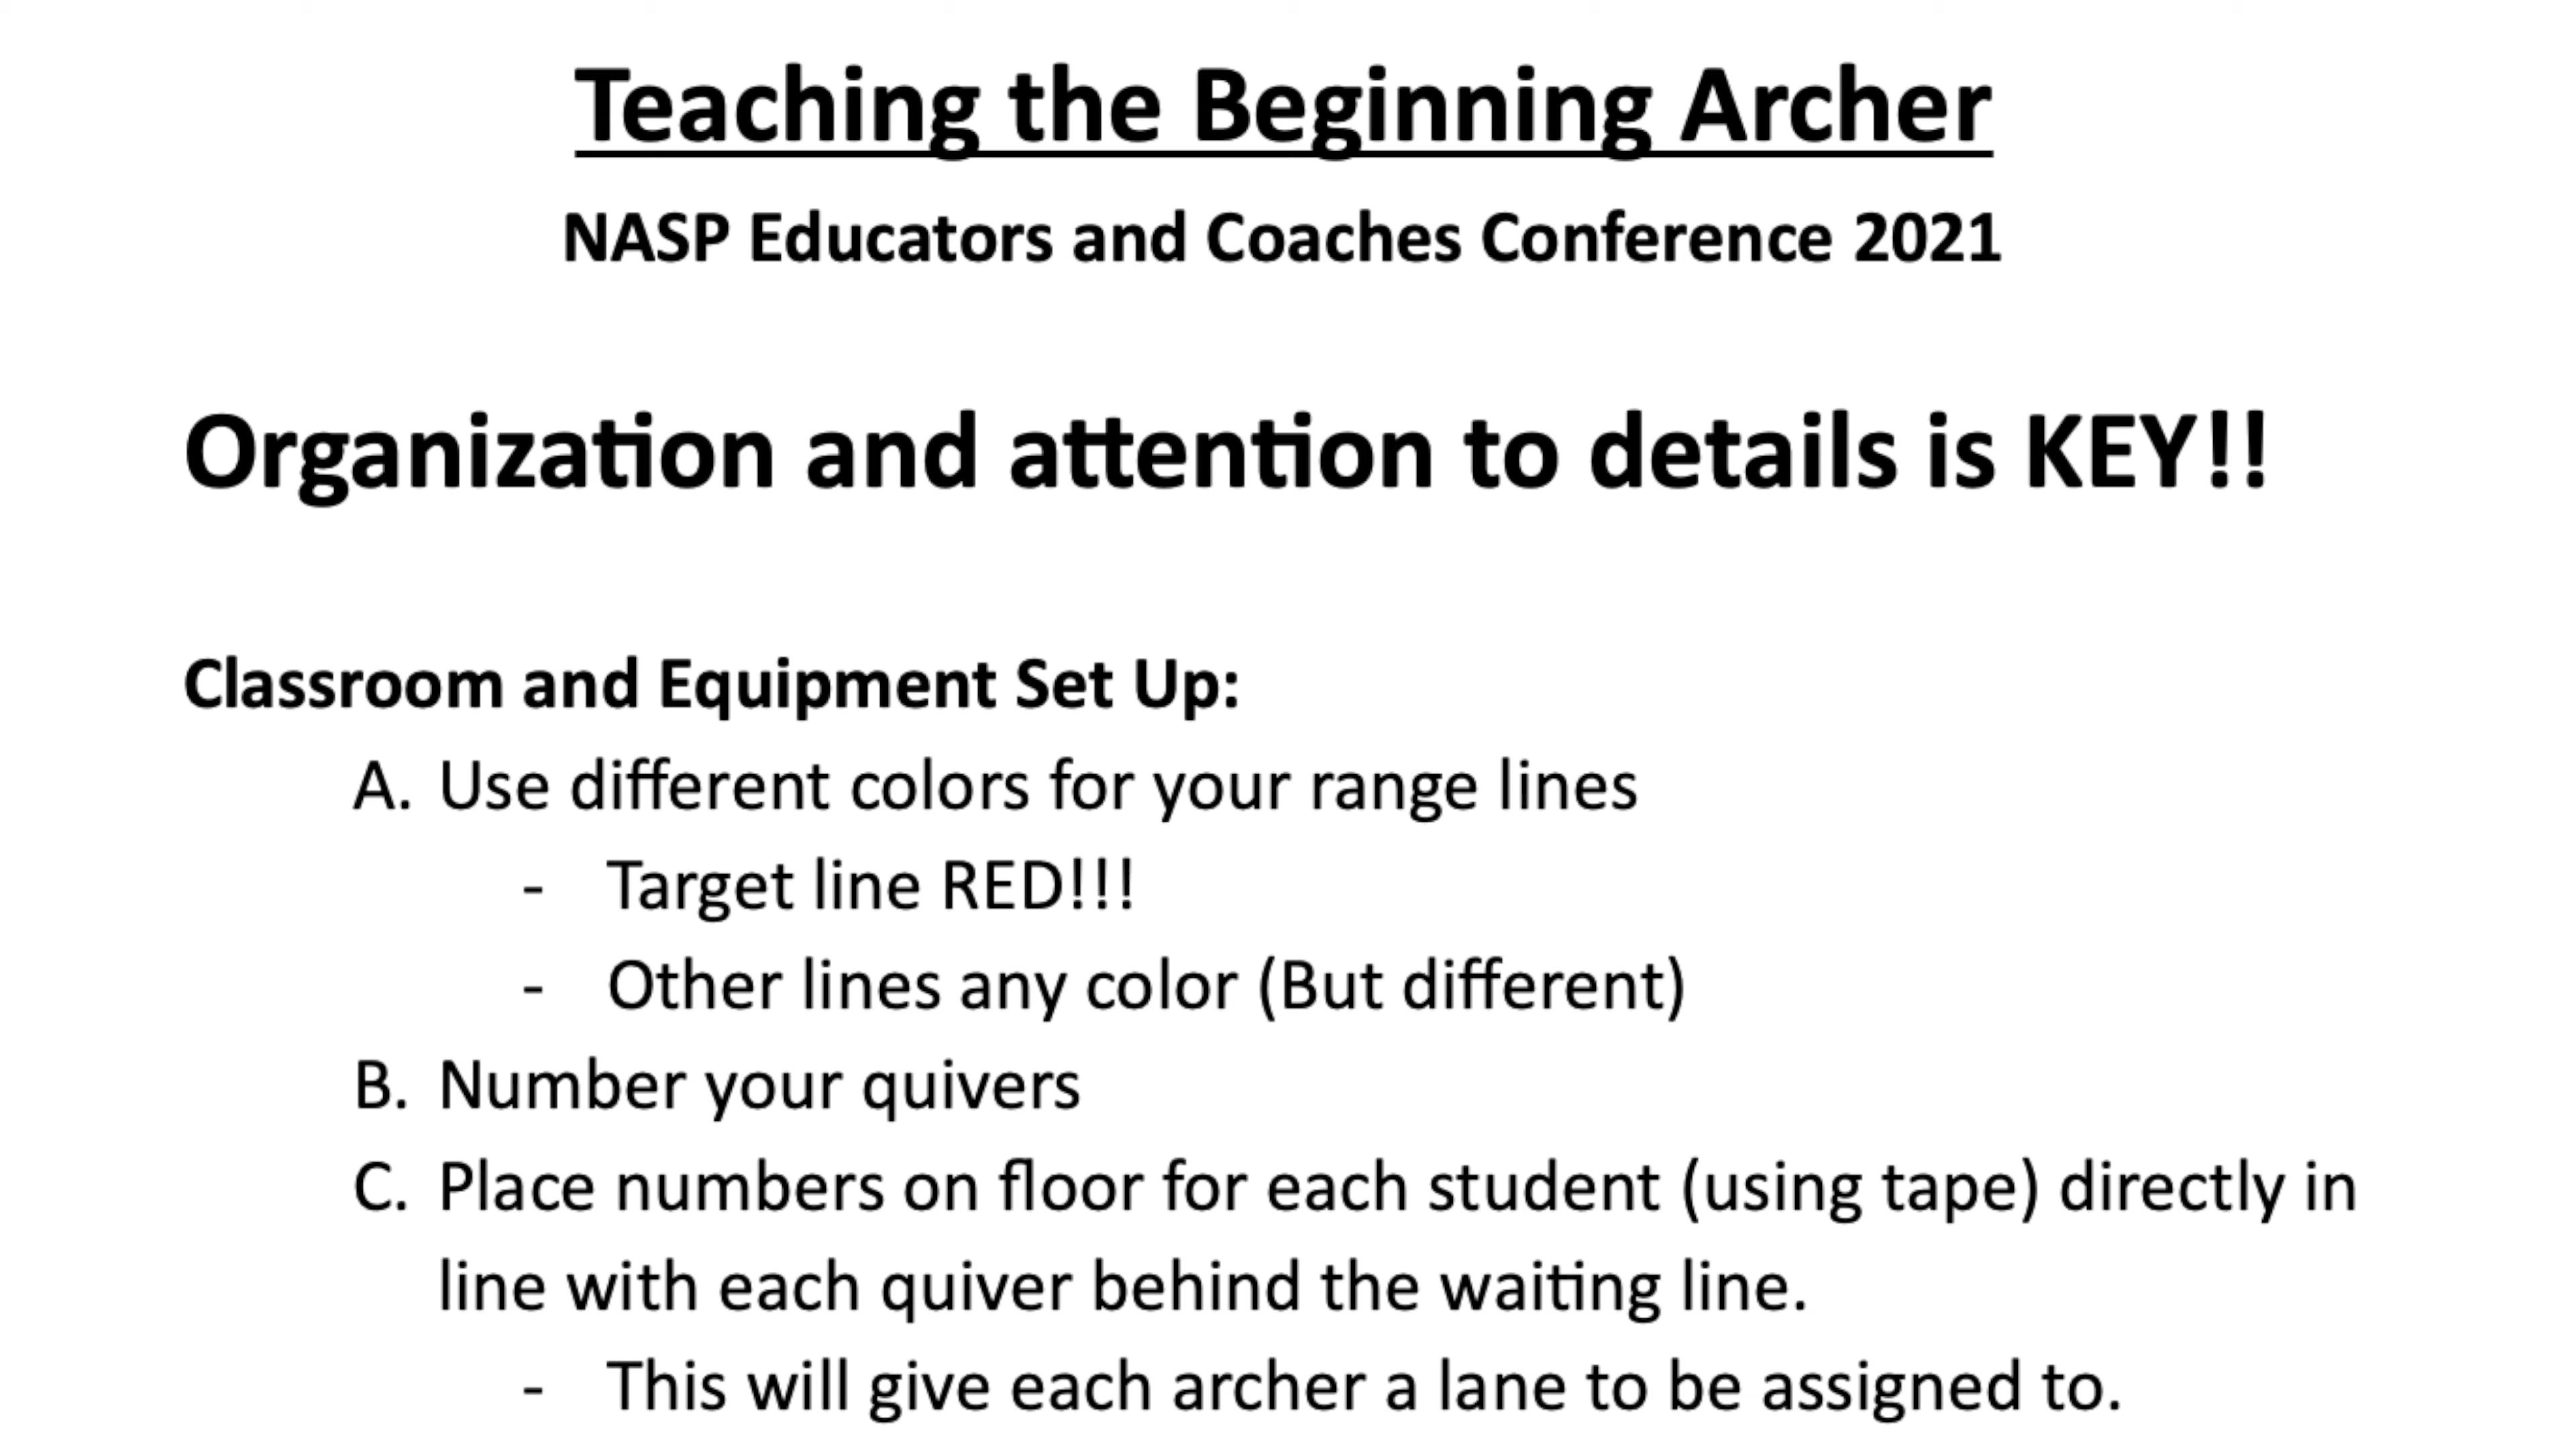 Teaching the Beginning Archer
NASP Educators and Coaches Conference 2021
Organization and attention to details is KEY!!
Classroom and Equipment Set Up:
A. Use different colors for your range lines
- Target line RED!!!
- Other lines any color (But different)
B. Number your quivers
C. Place numbers on floor for each student (using tape) directly in
line with each quiver behind the waiting line.
- This will give each archer a lane to be assigned to.